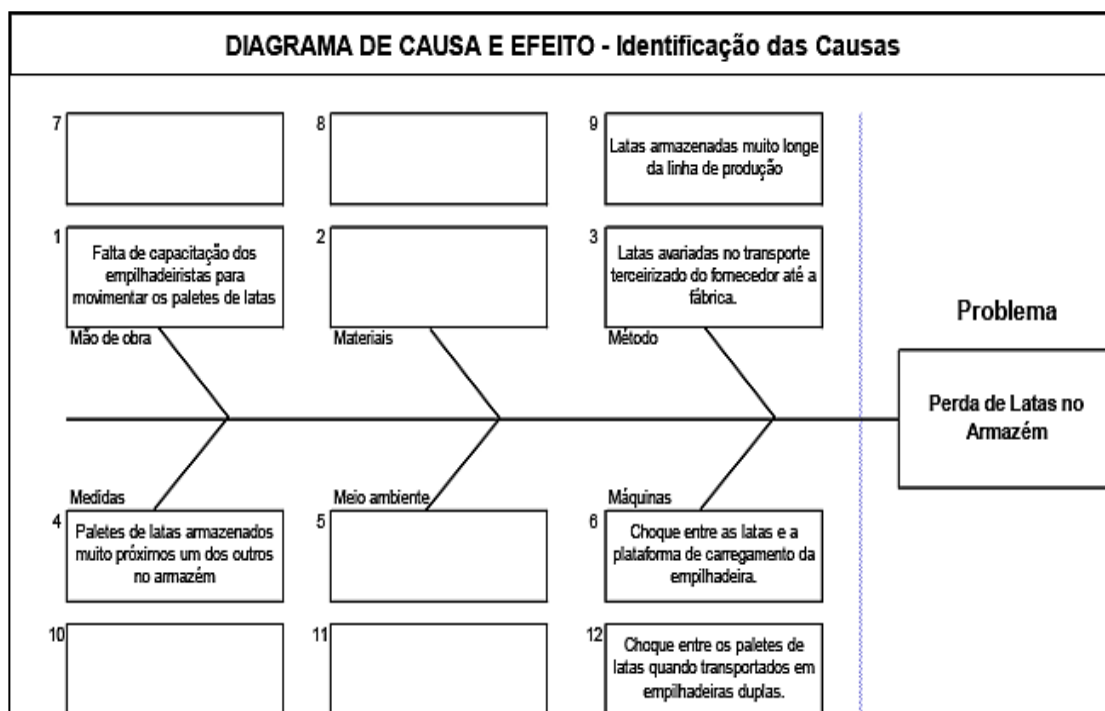 DIAGRAMA DE CAUSA E EFEITO - Identificação das Causas
7
8
9
Latas armazenadas muito longe
da linha de produção
1
Falta de capacitação dos
empilhadeiristas para
movimentar os paletes de latas
2
3
Latas avariadas no transporte
terceirizado do fornecedor até a
fábrica.
Mão de obra
Materiais
Método
Problema
Perda de Latas no
Armazém
Medidas
Meio ambiente
Máquinas
4
Paletes de latas armazenados
muito próximos um dos outros
no armazém
5
6
Choque entre as latas e a
plataforma de carregamento da
empilhadeira.
10
11
12
Choque entre os paletes de
latas quando transportados em
empilhadeiras duplas.